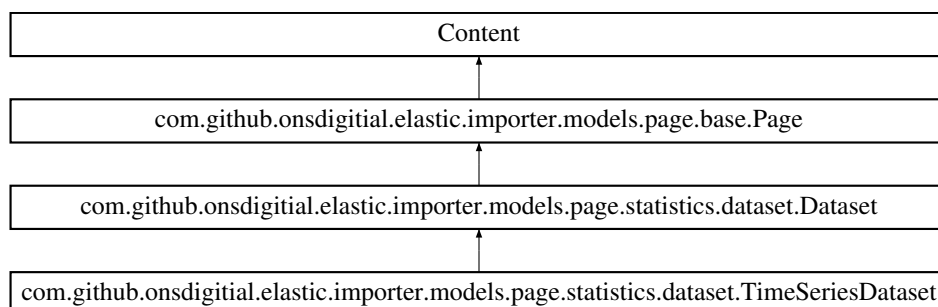 Content
com.github.onsdigitial.elastic.importer.models.page.base.Page
com.github.onsdigitial.elastic.importer.models.page.statistics.dataset.Dataset
com.github.onsdigitial.elastic.importer.models.page.statistics.dataset.TimeSeriesDataset